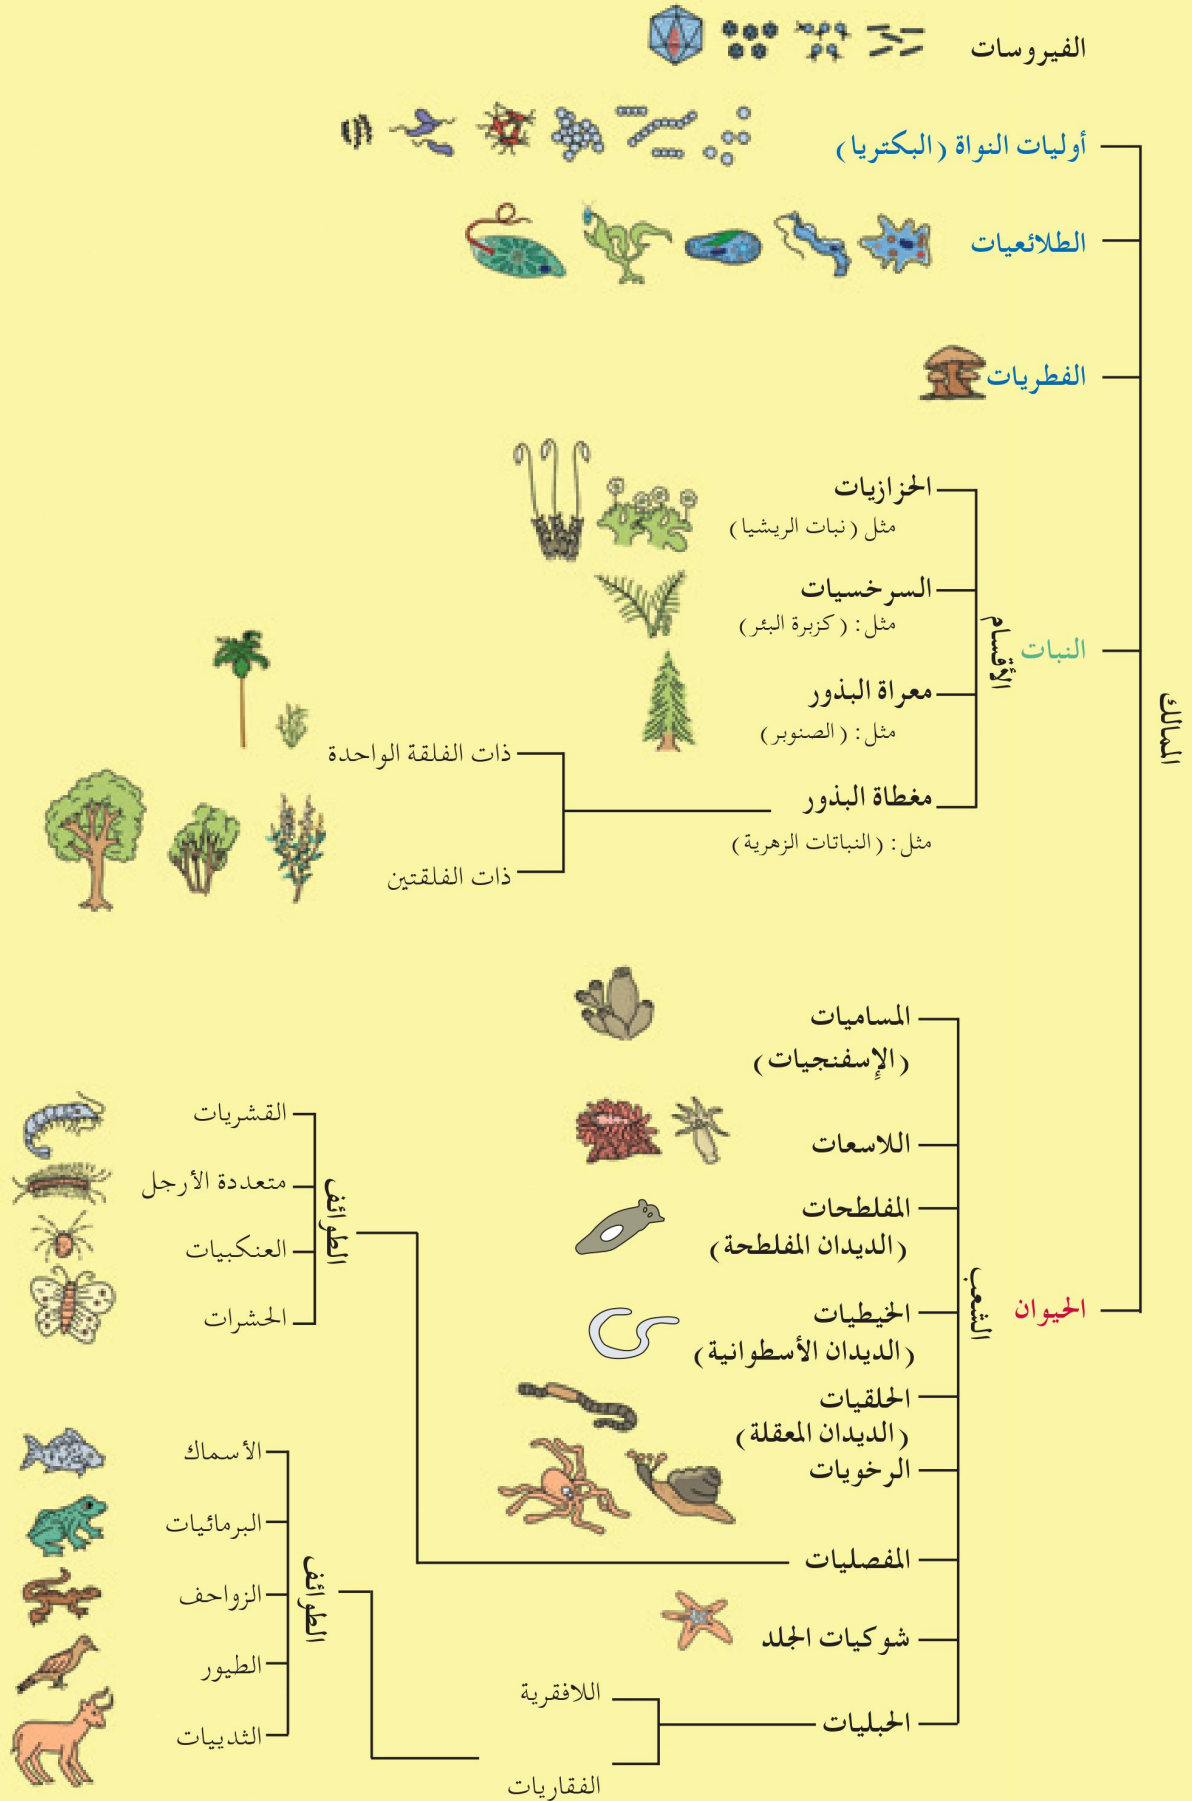 الفيروسات
أوليات النواة (البكتريا)
الطلائعيات
الفطريات
الحزازيات
مثل (نبات الريشيا)
السرخسيات
مثل: (كزبرة البئر)
الأقسام
النبات
معراة البذور
مثل: (الصنوبر)
الممالك
ذات الفلقة الواحدة
مغطاة البذور
مثل: (النباتات الزهرية)
ذات الفلقتين
المساميات
(الإسفنجيات)
اللاسعات
المفلطحات
(الديدان المفلطحة)
الشعب
الحيوان
الخيطيات
(الديدان الأسطوانية)
الحلقيات
(الديدان المعقلة)
الرخويات
المفصليات
شوكيات الجلد
الحبليات
الطوائف
القشريات
متعددة الأرجل
العنكبيات
الحشرات
اللافقرية
الفقاريات
الطوائف
الأسماك
البرمائيات
الزواحف
الطيور
الثدييات